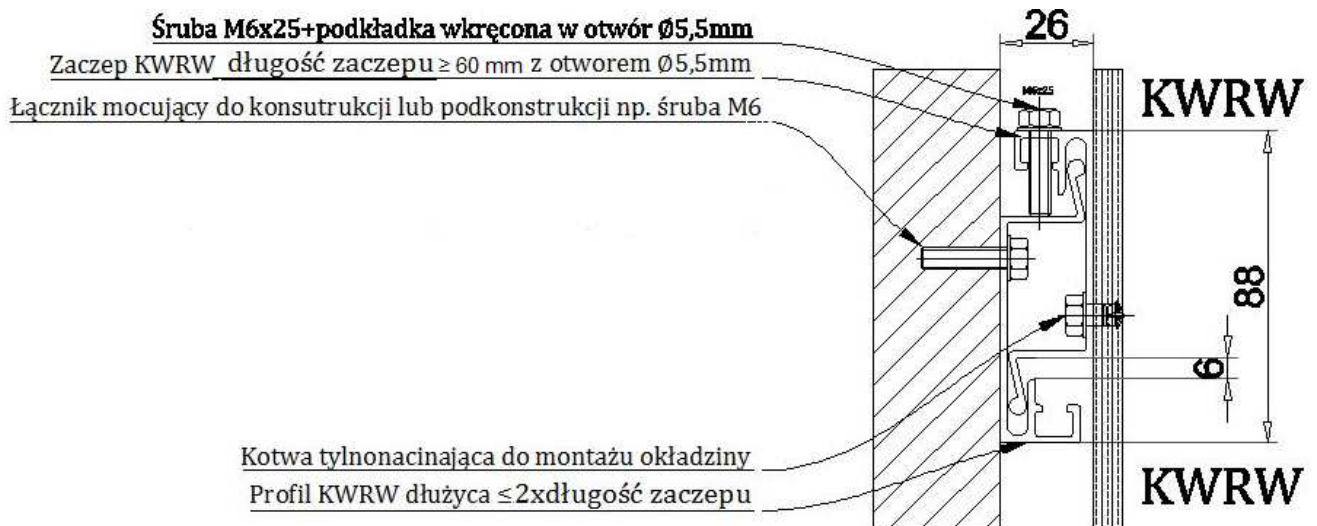 Śruba M6x25+podkładka wkręcona w otwór Ø5,5mm
26
Zaczep KWRW długość zaczepu ≥ 60 mm z otworem Ø5,5mm
Łącznik mocujący do konsutrukcji lub podkonstrukcji np. śruba M6
M6x25
KWRW
88
6
Kotwa tylnonacinająca do montażu okładziny
Profil KWRW dłużyca ≤2xdługość zaczepu
KWRW